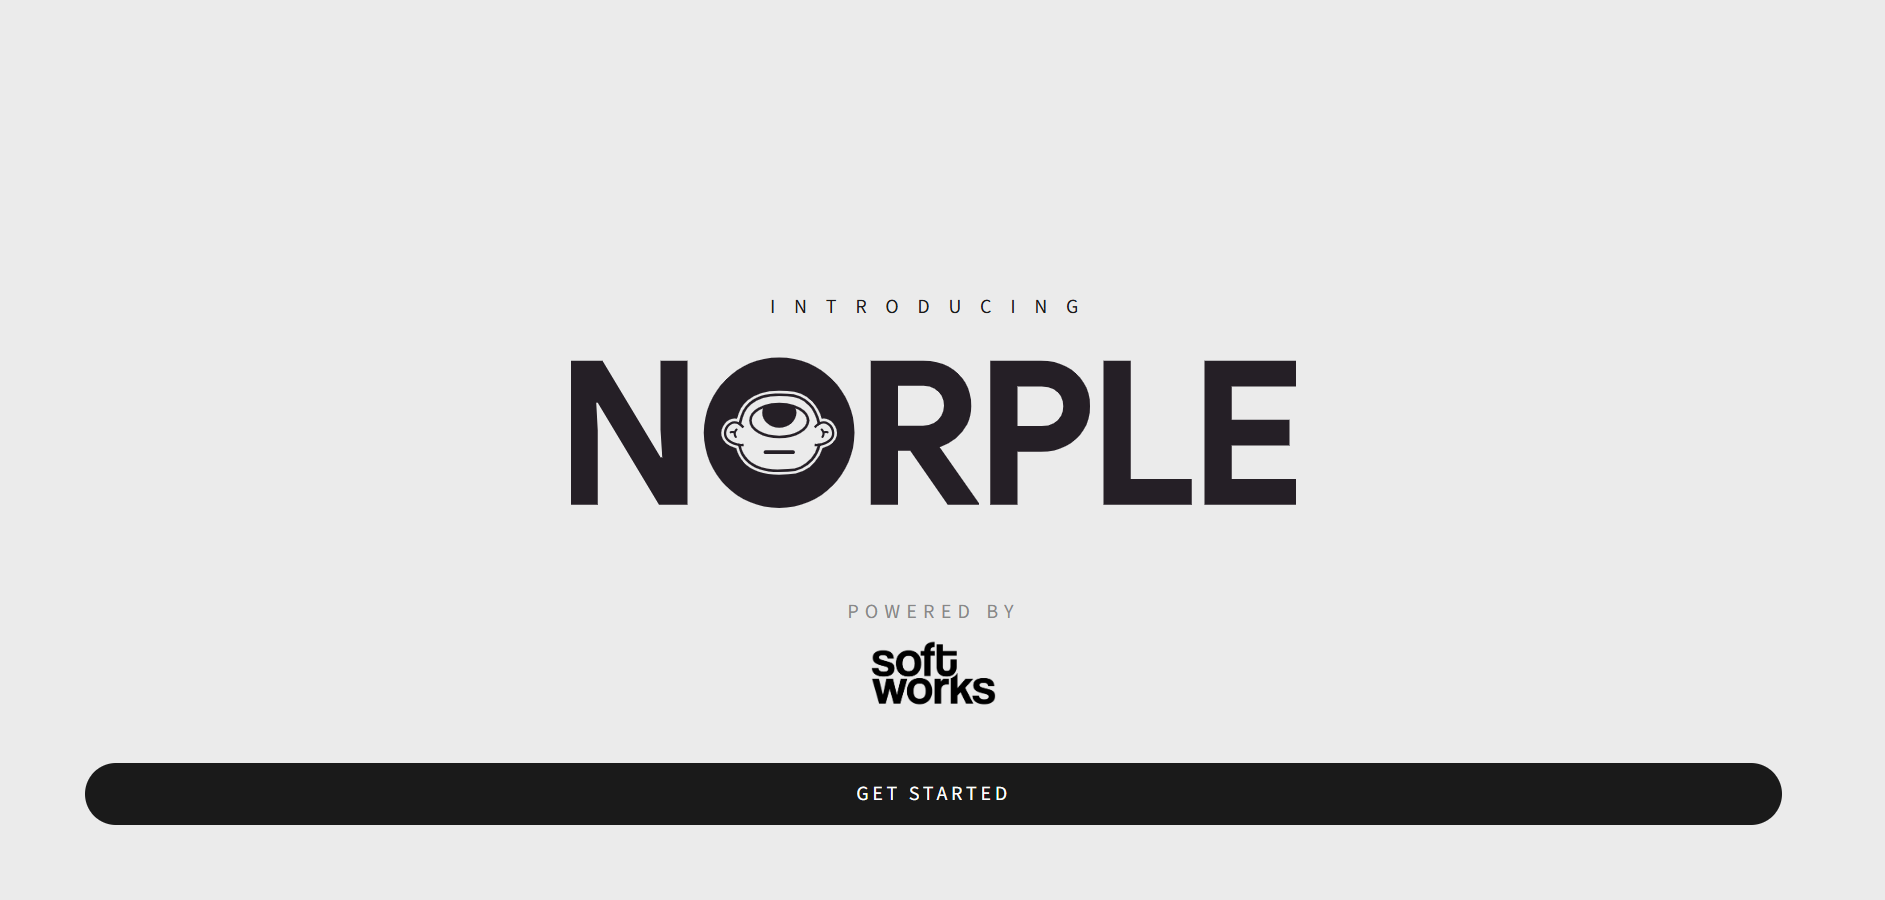 INTRODUCING
NORPLE
POWERED BY
soft
works
GET STARTED